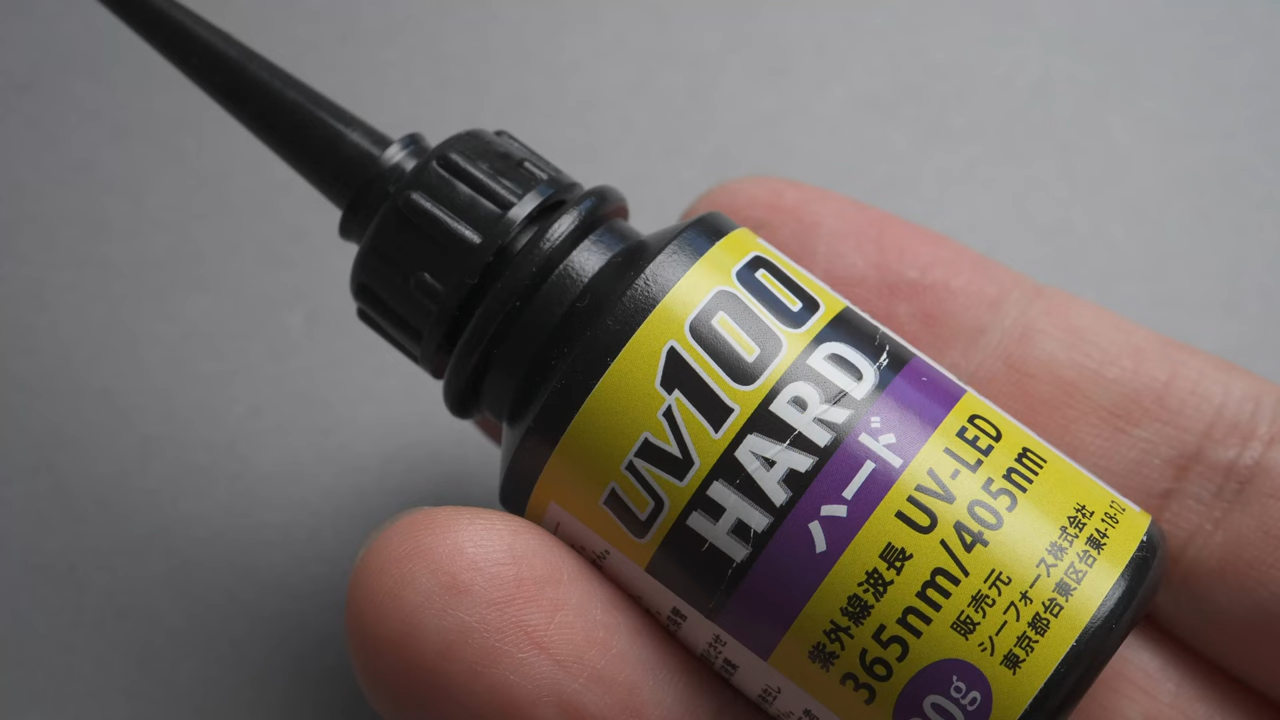 UV100
HARD
ハード
紫外線波長 UV-LED
365nm/405nm
販売元
シーフォース株式会社
東京都台東区台東4-18-12